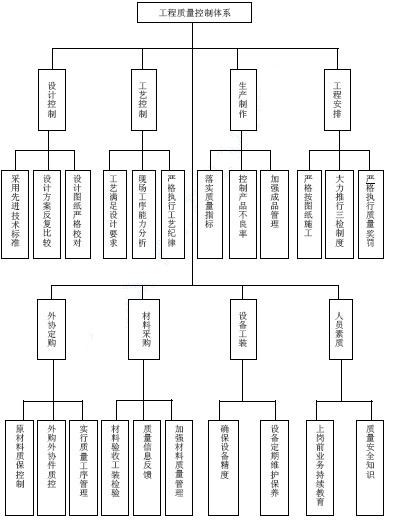 工程质量控制体系
设计控制
工艺控制
生产制作
工程安排
采用先进技术标准
设计方案反复比较
设计图纸严格校对
工艺满足设计要求
现场工序能力分析
严格执行工艺纪律
落实质量指标
控制产品不良率
加强成品管理
严格按图纸施工
大力推行三检制度
严格执行质量奖罚
外协定购
材料采购
设备工装
人员素质
原材料质保控制
外购外协件质控
实行质量工序管理
材料验收工装检验
质量信息反馈
加强材料质量管理
确保设备精度
设备定期维护保养
上岗前业务持续教育
质量安全知识